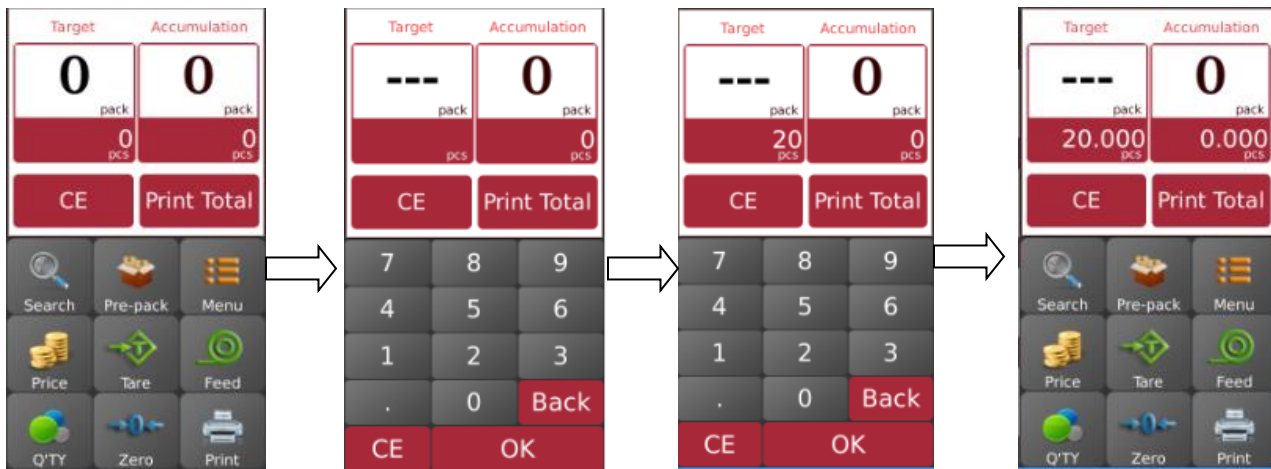 Target Accumulation
0 0
pack pack
0 0
pcs pcs
CE Print Total
Search Pre-pack Menu
Price Tare Feed
T
0
Q'TY Zero Print
Target Accumulation
--- 0
pack pack
0
pcs pcs
CE Print Total
7 8 9
4 5 6
1 2 3
. 0 Back
CE OK
Target Accumulation
--- 0
pack pack
20 0
pcs pcs
CE Print Total
7 8 9
4 5 6
1 2 3
. 0 Back
CE OK
Target Accumulation
--- 0
pack pack
20.000 0.000
pcs pcs
CE Print Total
Search Pre-pack Menu
T
Price Tare Feed
0
Q'TY Zero Print